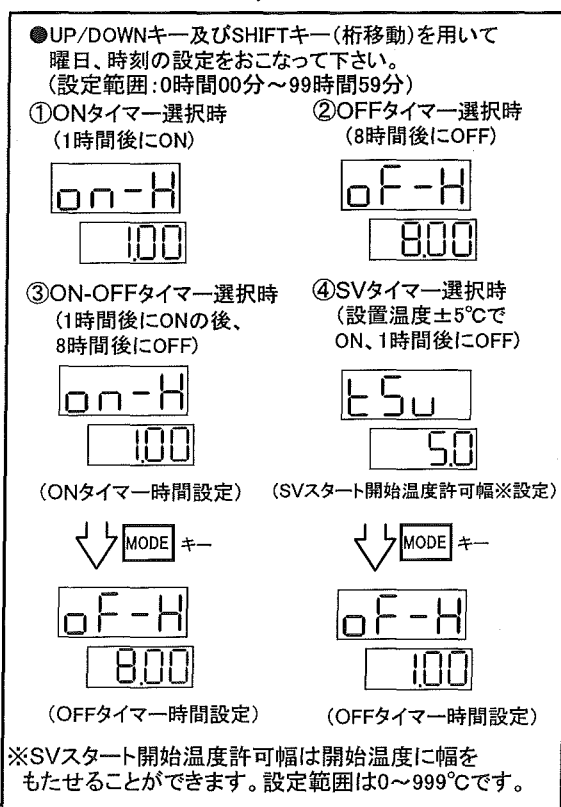 ●UP/DOWNキー及びSHIFTキー(桁移動)を用いて
曜日、時刻の設定をおこなって下さい。
(設定範囲:0時間00分～99時間59分)
①ONタイマー選択時
(1時間後にON)
on-H
1.00
②OFFタイマー選択時
(8時間後にOFF)
oF-H
8.00
③ON-OFFタイマー選択時
(1時間後にONの後、
8時間後にOFF)
on-H
1.00
(ONタイマー時間設定)
MODE キー
oF-H
8.00
(OFFタイマー時間設定)
④SVタイマー選択時
(設置温度±5℃で
ON、1時間後にOFF)
tSu
5.0
(SVスタート開始温度許可幅※設定)
MODE キー
oF-H
1.00
(OFFタイマー時間設定)
※SVスタート開始温度許可幅は開始温度に幅を
もたせることができます。設定範囲は0～999℃です。